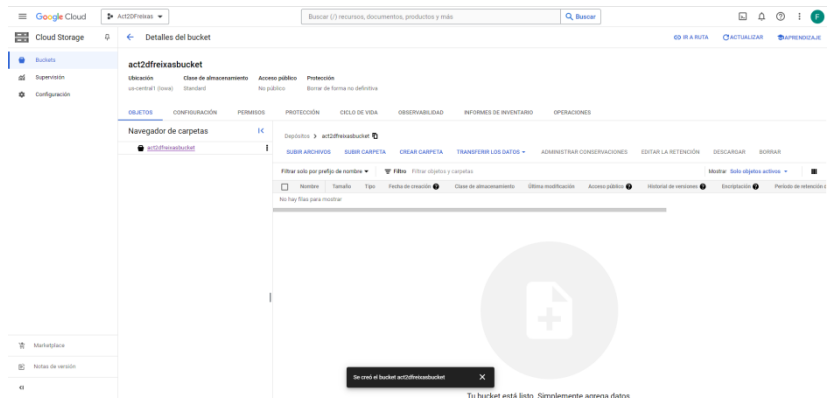 Google Cloud
Act2DFreixas
Buscar (/) recursos, documentos, productos y más
Buscar
F
Cloud Storage
Detalles del bucket
IR A RUTA
ACTUALIZAR
APRENDIZAJE
Buckets
Supervisión
Configuración
act2dfreixasbucket
Ubicación Clase de almacenamiento Acceso público Protección
us-central1 (Iowa) Standard No público Borrar de forma no definitiva
OBJETOS CONFIGURACIÓN PERMISOS PROTECCIÓN CICLO DE VIDA OBSERVABILIDAD INFORMES DE INVENTARIO OPERACIONES
Navegador de carpetas
act2dfreixasbucket
Depósitos > act2dfreixasbucket
SUBIR ARCHIVOS SUBIR CARPETA CREAR CARPETA TRANSFERIR LOS DATOS ADMINISTRAR CONSERVACIONES EDITAR LA RETENCIÓN DESCARGAR BORRAR
Filtrar solo por prefijo de nombre Filtro Filtrar objetos y carpetas Mostrar Solo objetos activos
Nombre Tamaño Tipo Fecha de creación Clase de almacenamiento Última modificación Acceso público Historial de versiones Encriptación Período de retención
No hay filas para mostrar
Marketplace
Notas de versión
Se creó el bucket act2dfreixasbucket
Tu bucket está listo. Simplemente agrega datos